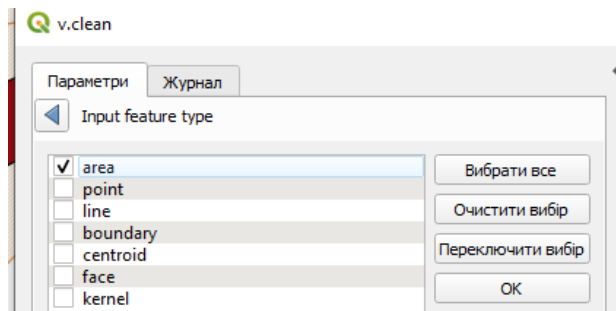 v.clean
Параметри Журнал
Input feature type
area
point
line
boundary
centroid
face
kernel
Вибрати все
Очистити вибір
Переключити вибір
OK